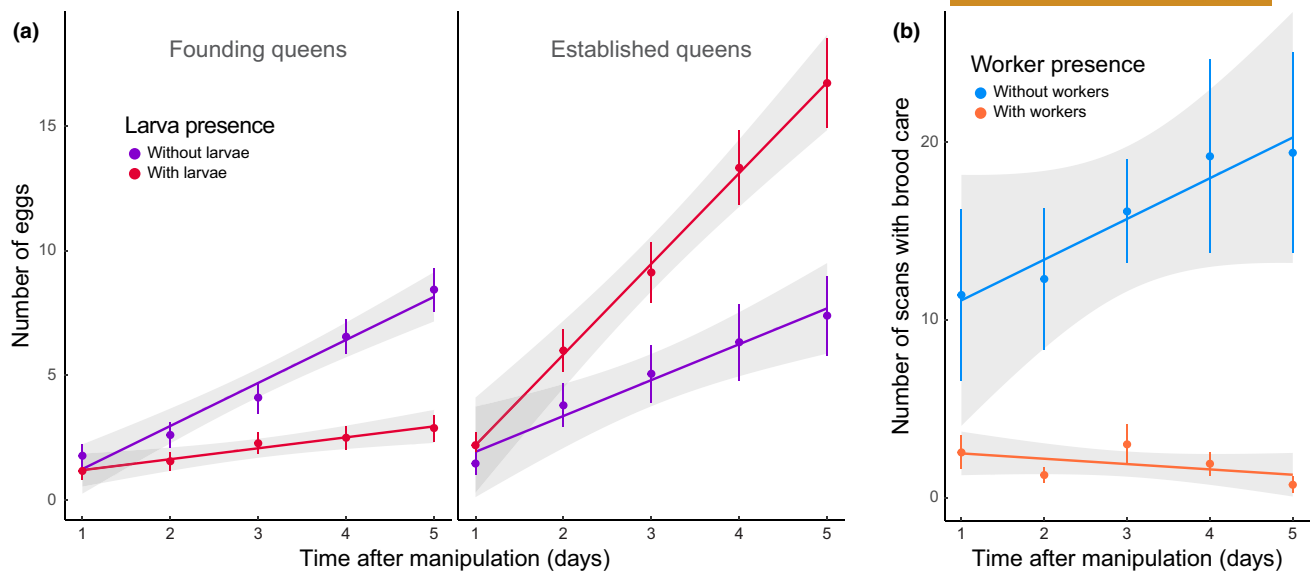 (a)
Founding queens
Established queens
Larva presence
Without larvae
With larvae
Number of eggs
15
10
5
0
1 2 3 4 5
1 2 3 4 5
Time after manipulation (days)
(b)
Worker presence
Without workers
With workers
Number of scans with brood care
20
10
0
1 2 3 4 5
Time after manipulation (days)